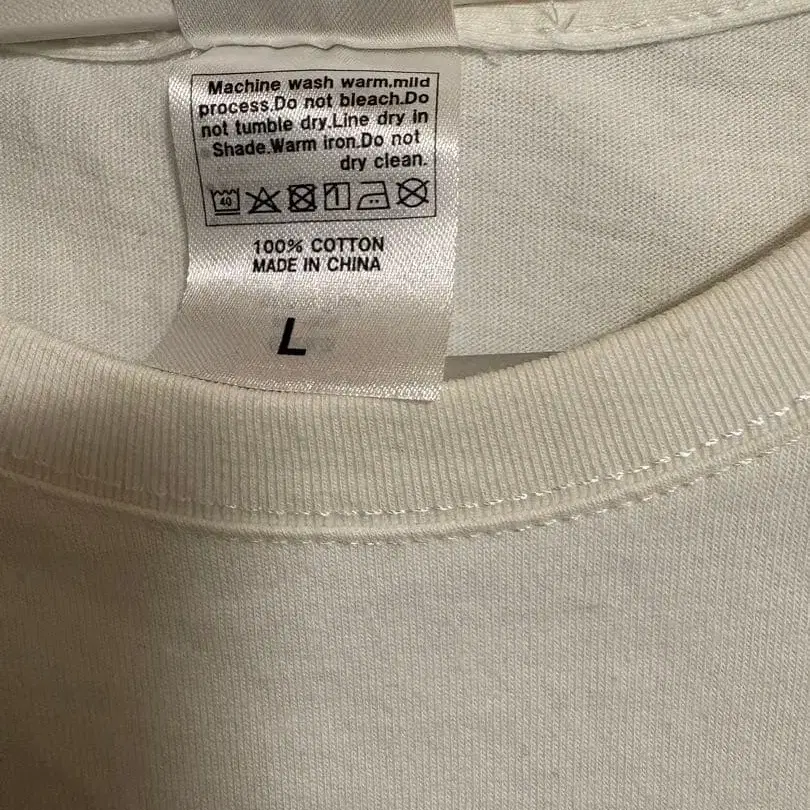 Machine wash warm.mild
process.Do not bleach.Do
not tumble dry.Line dry in
Shade.Warm iron.Do not
dry clean.
40
100% COTTON
MADE IN CHINA
L